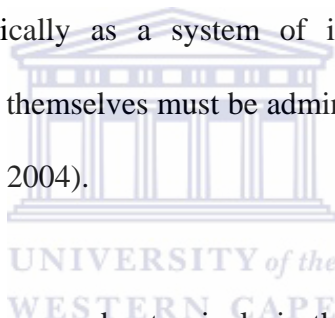 ically as a system of i
themselves must be admin
2004).
UNIVERSITY of the
WESTERN CAPE